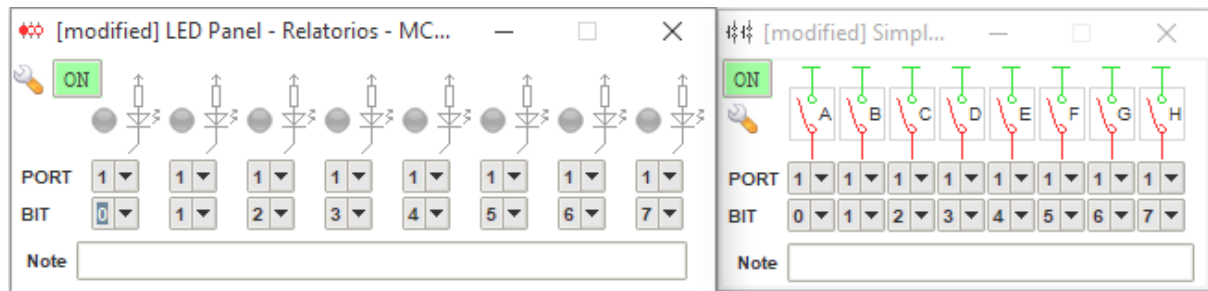 [modified] LED Panel - Relatorios - MC...
ON
PORT 1 1 1 1 1 1 1 1
BIT 0 1 2 3 4 5 6 7
Note
[modified] Simpl...
ON
A B C D E F G H
PORT 1 1 1 1 1 1 1 1
BIT 0 1 2 3 4 5 6 7
Note